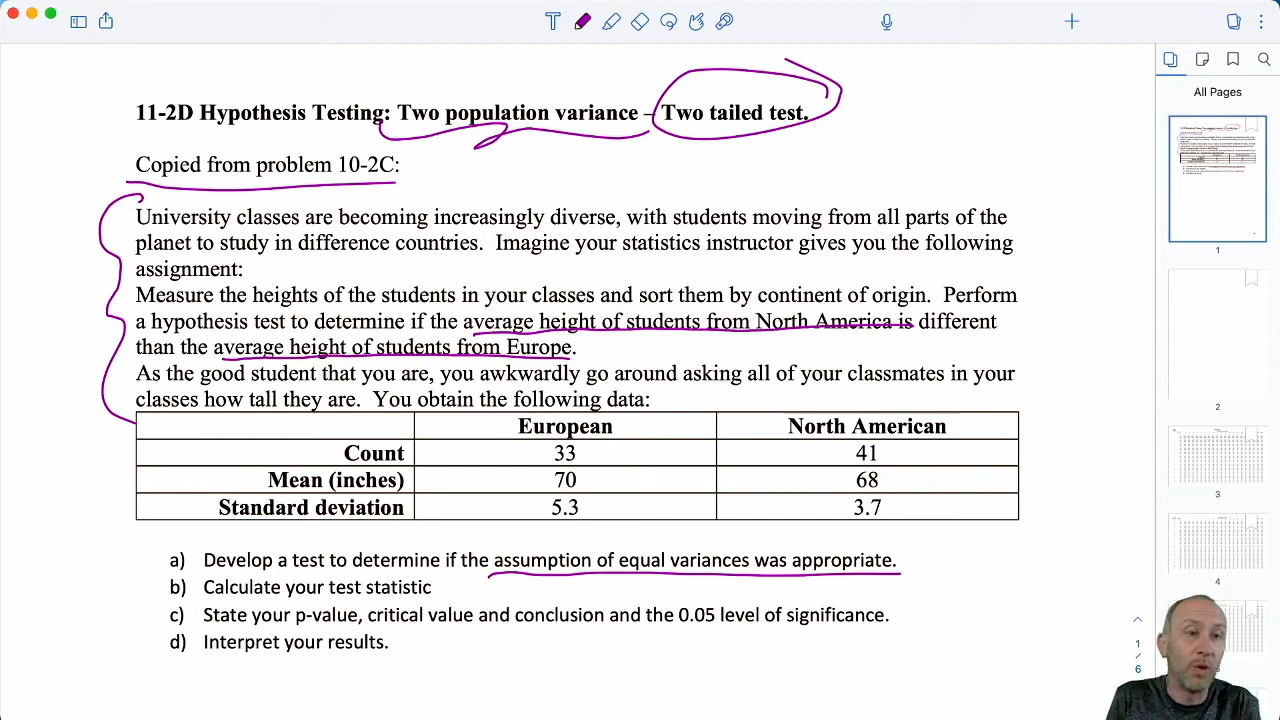 All Pages
11-2D Hypothesis Testing: Two population variance – Two tailed test.
Copied from problem 10-2C:
University classes are becoming increasingly diverse, with students moving from all parts of the
planet to study in difference countries. Imagine your statistics instructor gives you the following
assignment:
Measure the heights of the students in your classes and sort them by continent of origin. Perform
a hypothesis test to determine if the average height of students from North America is different
than the average height of students from Europe.
As the good student that you are, you awkwardly go around asking all of your classmates in your
classes how tall they are. You obtain the following data:
European North American
Count 33 41
Mean (inches) 70 68
Standard deviation 5.3 3.7
a) Develop a test to determine if the assumption of equal variances was appropriate.
b) Calculate your test statistic
c) State your p-value, critical value and conclusion and the 0.05 level of significance.
d) Interpret your results.
1
2
3
4
1
/
6